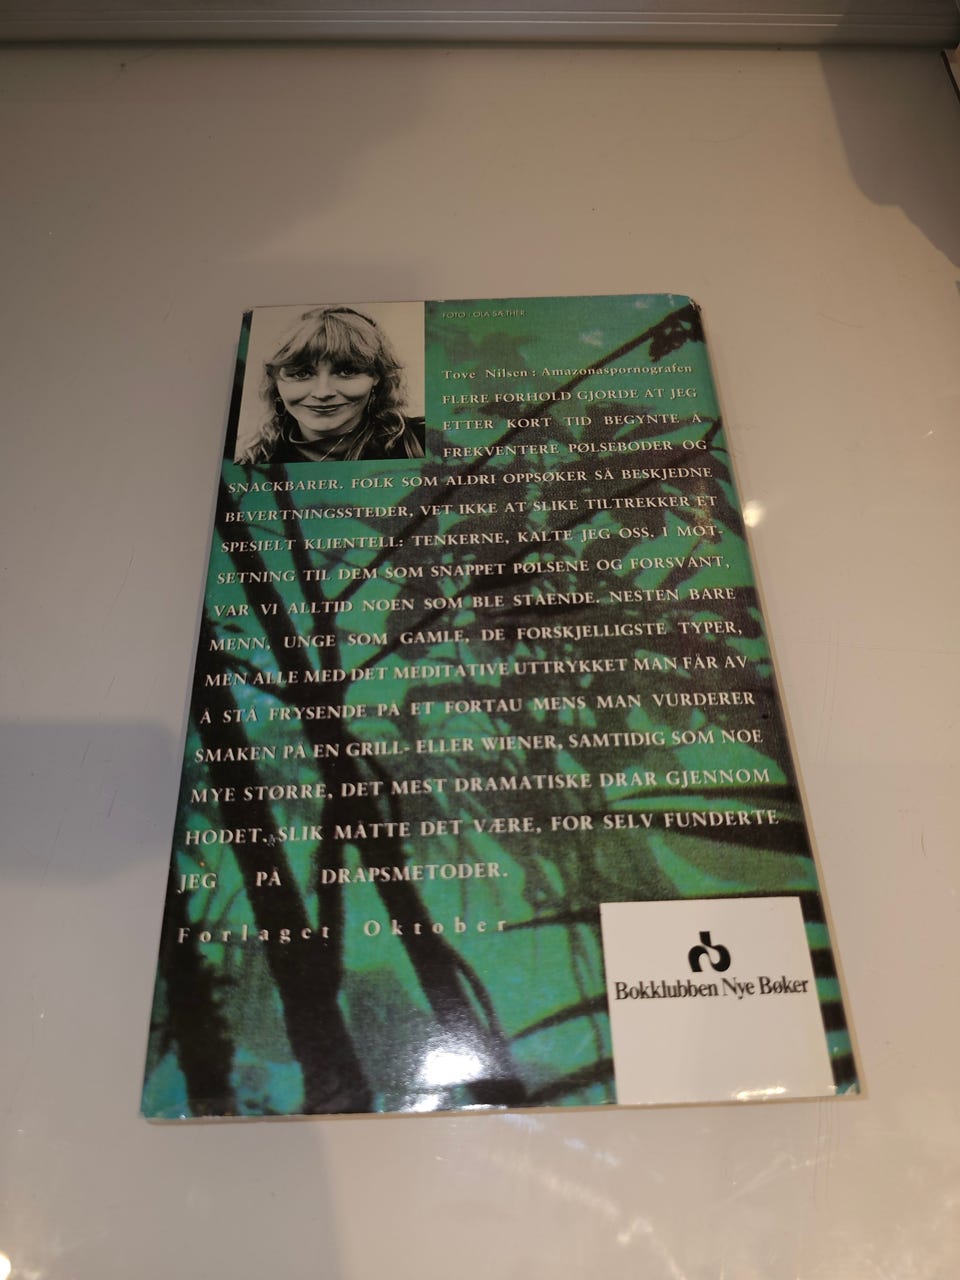 FOTO: OLA SÆTHER
Tove Nilsen: Amazonaspornografen
FLERE FORHOLD GJORDE AT JEG
ETTER KORT TID BEGYNTE Å
FREKVENTERE PØLSEBODER OG
SNACKBARER. FOLK SOM ALDRI OPPSØKER SÅ BESKJEDNE
BEVERTNINGSSTEDER, VET IKKE AT SLIKE TILTREKKER ET
SPESIELT KLIENTELL: TENKERNE, KALTE JEG OSS. I MOT-
SETNING TIL DEM SOM SNAPPET PØLSENE OG FORSVANT,
VAR VI ALLTID NOEN SOM BLE STÅENDE. NESTEN BARE
MENN, UNGE SOM GAMLE, DE FORSKJELLIGSTE TYPER,
MEN ALLE MED DET MEDITATIVE UTTRYKKET MAN FÅR AV
Å STÅ FRYSENDE PÅ ET FORTAU MENS MAN VURDERER
SMAKEN PÅ EN GRILL- ELLER WIENER, SAMTIDIG SOM NOE
MYE STØRRE, DET MEST DRAMATISKE DRAR GJENNOM
HODET. SLIK MÅTTE DET VÆRE, FOR SELV FUNDERTE
JEG PÅ DRAPSMETODER.
Forlaget Oktober
Bokklubben Nye Bøker